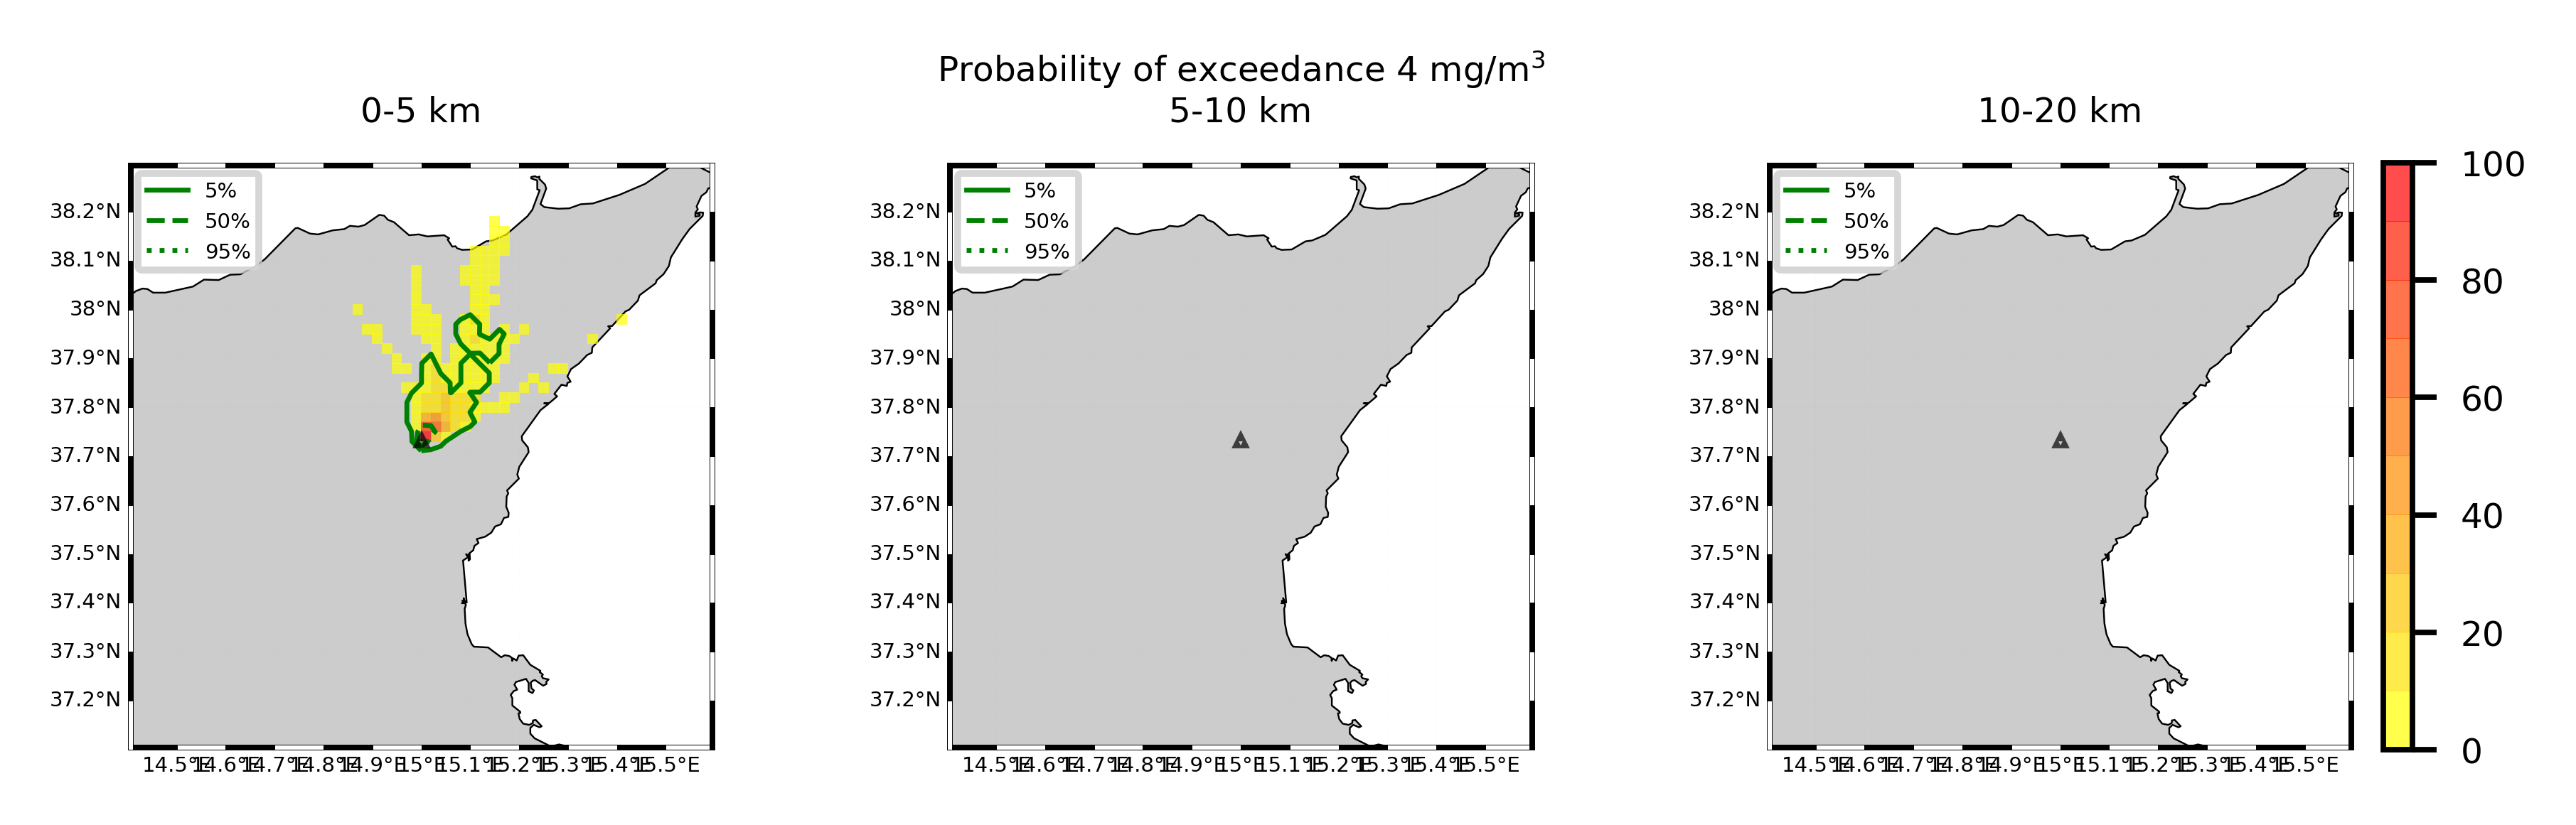 Probability of exceedance 4 mg/m³
0-5 km
5%
50%
95%
38.2°N
38.1°N
38°N
37.9°N
37.8°N
37.7°N
37.6°N
37.5°N
37.4°N
37.3°N
37.2°N
14.5°E 14.6°E 14.7°E 14.8°E 14.9°E 15°E 15.1°E 15.2°E 15.3°E 15.4°E 15.5°E
5-10 km
5%
50%
95%
38.2°N
38.1°N
38°N
37.9°N
37.8°N
37.7°N
37.6°N
37.5°N
37.4°N
37.3°N
37.2°N
14.5°E 14.6°E 14.7°E 14.8°E 14.9°E 15°E 15.1°E 15.2°E 15.3°E 15.4°E 15.5°E
10-20 km
5%
50%
95%
38.2°N
38.1°N
38°N
37.9°N
37.8°N
37.7°N
37.6°N
37.5°N
37.4°N
37.3°N
37.2°N
14.5°E 14.6°E 14.7°E 14.8°E 14.9°E 15°E 15.1°E 15.2°E 15.3°E 15.4°E 15.5°E
100
80
60
40
20
0